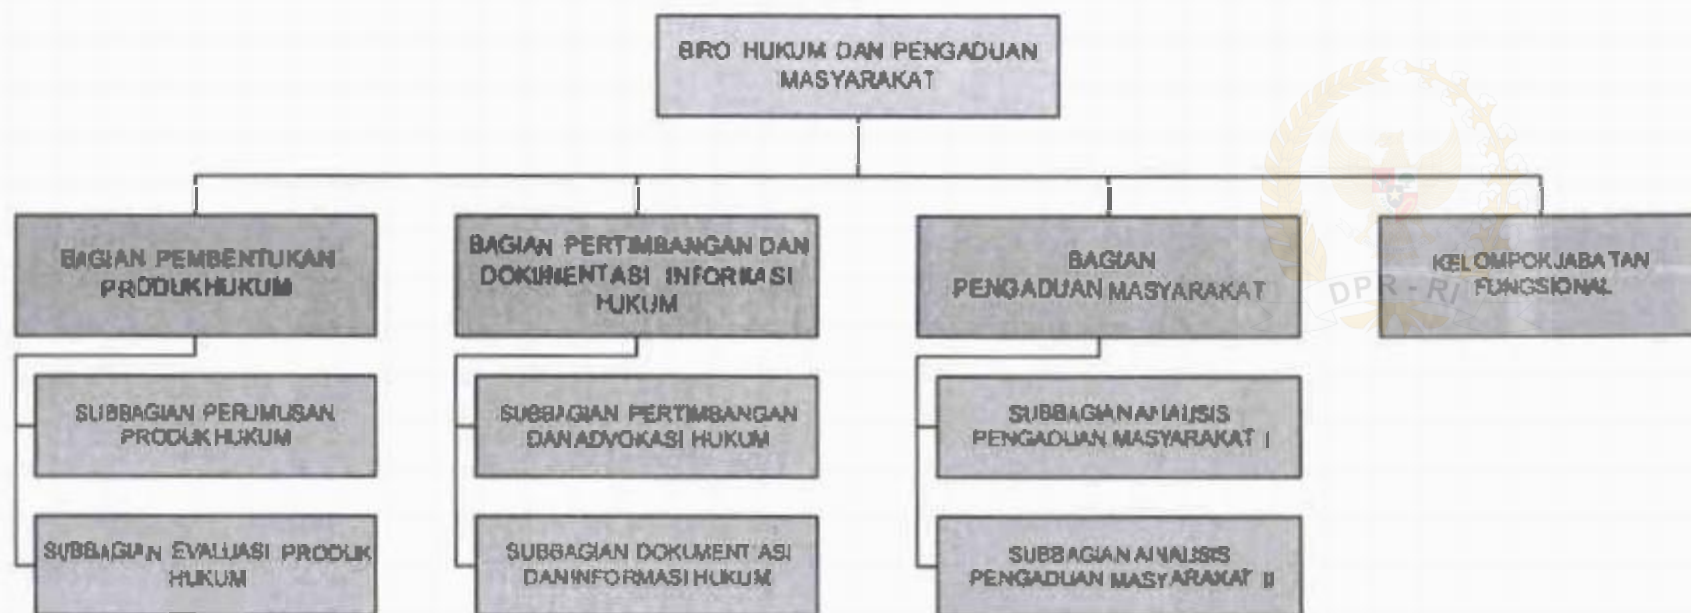 BIRO HUKUM DAN PENGADUAN
MASYARAKAT
BAGIAN PEMBENTUKAN
PRODUK HUKUM
BAGIAN PERTIMBANGAN DAN
DOKUMENTASI INFORMASI
HUKUM
BAGIAN
PENGADUAN MASYARAKAT
KELOMPOK JABATAN
FUNGSIONAL
DPR - RI
SUBBAGIAN PERUMUSAN
PRODUK HUKUM
SUBBAGIAN PERTIMBANGAN
DAN ADVOKASI HUKUM
SUBBAGIAN ANALISIS
PENGADUAN MASYARAKAT I
SUBBAGIAN EVALUASI PRODUK
HUKUM
SUBBAGIAN DOKUMENTASI
DAN INFORMASI HUKUM
SUBBAGIAN ANALISIS
PENGADUAN MASYARAKAT II